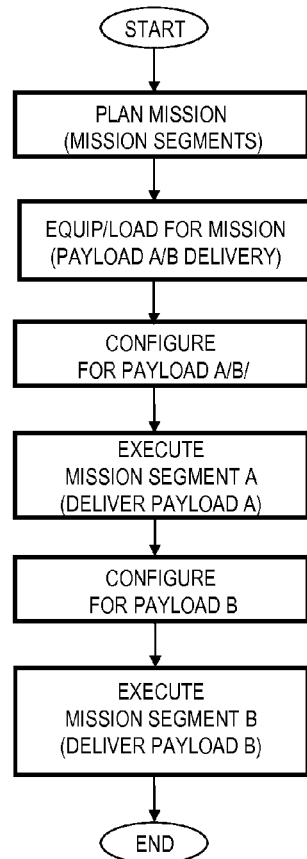 START
PLAN MISSION
(MISSION SEGMENTS)
EQUIP/LOAD FOR MISSION
(PAYLOAD A/B DELIVERY)
CONFIGURE
FOR PAYLOAD A/B/
EXECUTE
MISSION SEGMENT A
(DELIVER PAYLOAD A)
CONFIGURE
FOR PAYLOAD B
EXECUTE
MISSION SEGMENT B
(DELIVER PAYLOAD B)
END